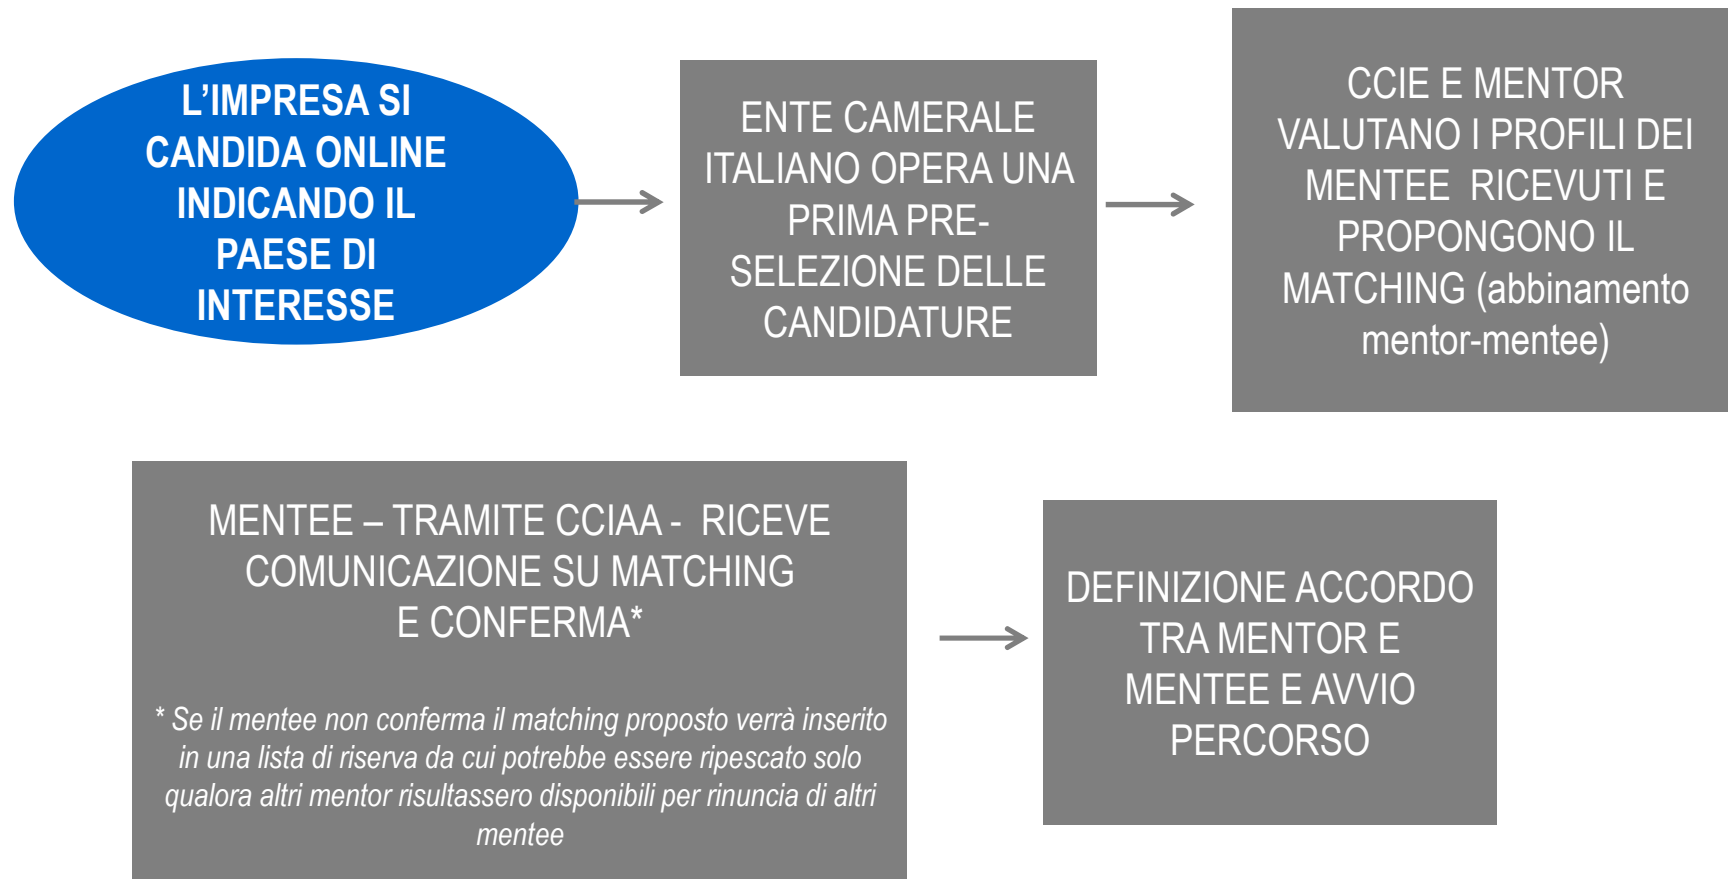 L’IMPRESA SI
CANDIDA ONLINE
INDICANDO IL
PAESE DI
INTERESSE
ENTE CAMERALE
ITALIANO OPERA UNA
PRIMA PRE-
SELEZIONE DELLE
CANDIDATURE
CCIE E MENTOR
VALUTANO I PROFILI DEI
MENTEE RICEVUTI E
PROPONGONO IL
MATCHING (abbinamento
mentor-mentee)
MENTEE – TRAMITE CCIAA - RICEVE
COMUNICAZIONE SU MATCHING
E CONFERMA*
* Se il mentee non conferma il matching proposto verrà inserito
in una lista di riserva da cui potrebbe essere ripescato solo
qualora altri mentor risultassero disponibili per rinuncia di altri
mentee
DEFINIZIONE ACCORDO
TRA MENTOR E
MENTEE E AVVIO
PERCORSO